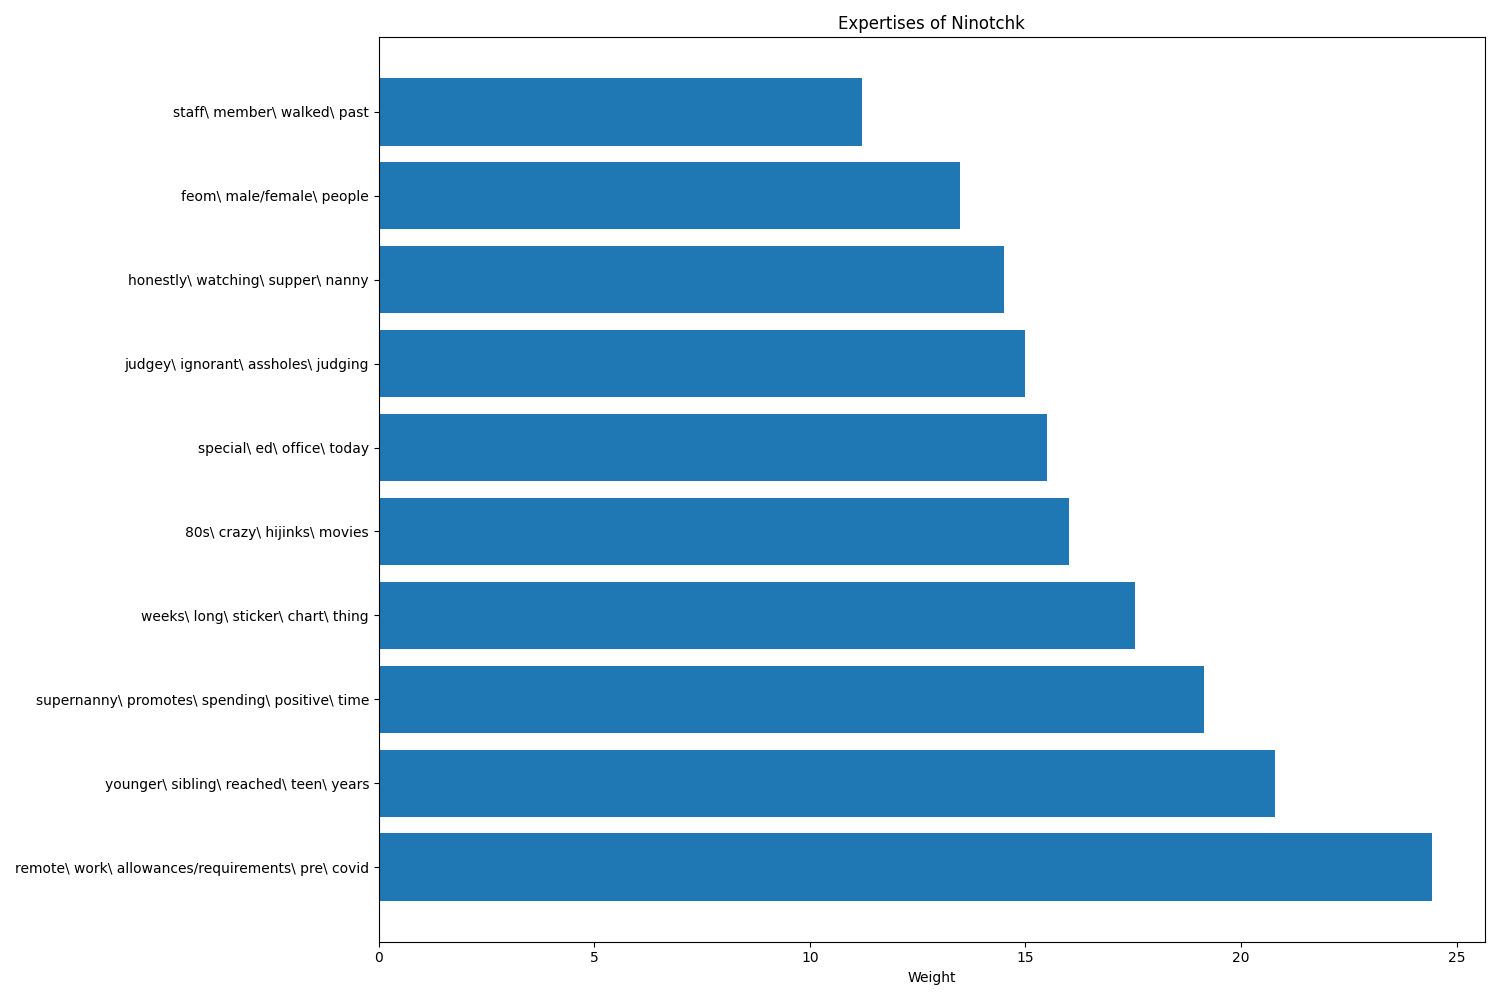 Expertises of Ninotchk
staff\ member\ walked\ past
feom\ male/female\ people
honestly\ watching\ supper\ nanny
judgey\ ignorant\ assholes\ judging
special\ ed\ office\ today
80s\ crazy\ hijinks\ movies
weeks\ long\ sticker\ chart\ thing
supernanny\ promotes\ spending\ positive\ time
younger\ sibling\ reached\ teen\ years
remote\ work\ allowances/requirements\ pre\ covid
0 5 10 15 20 25
Weight